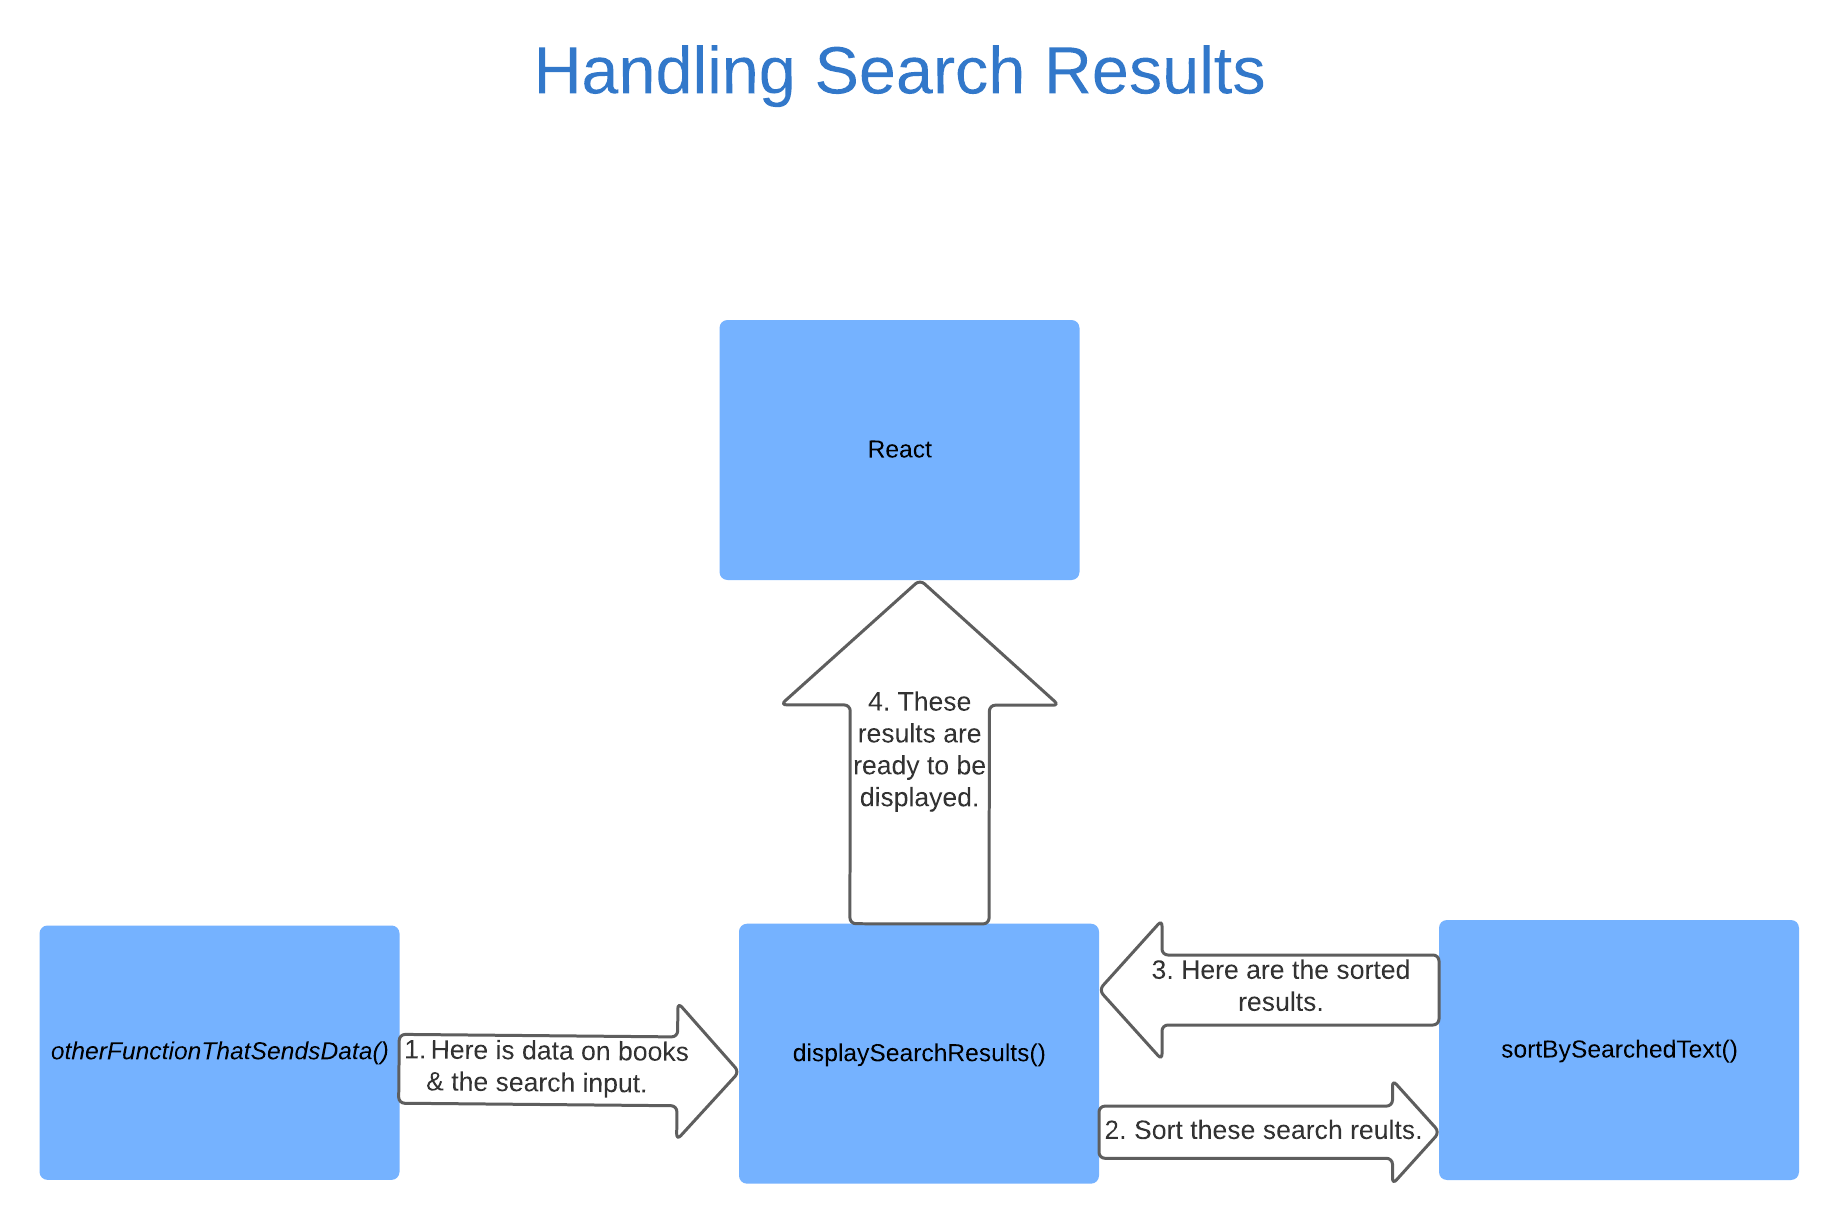 Handling Search Results
React
4. These
results are
ready to be
displayed.
otherFunctionThatSendsData()
1. Here is data on books
& the search input.
displaySearchResults()
3. Here are the sorted
results.
2. Sort these search reults.
sortBySearchedText()